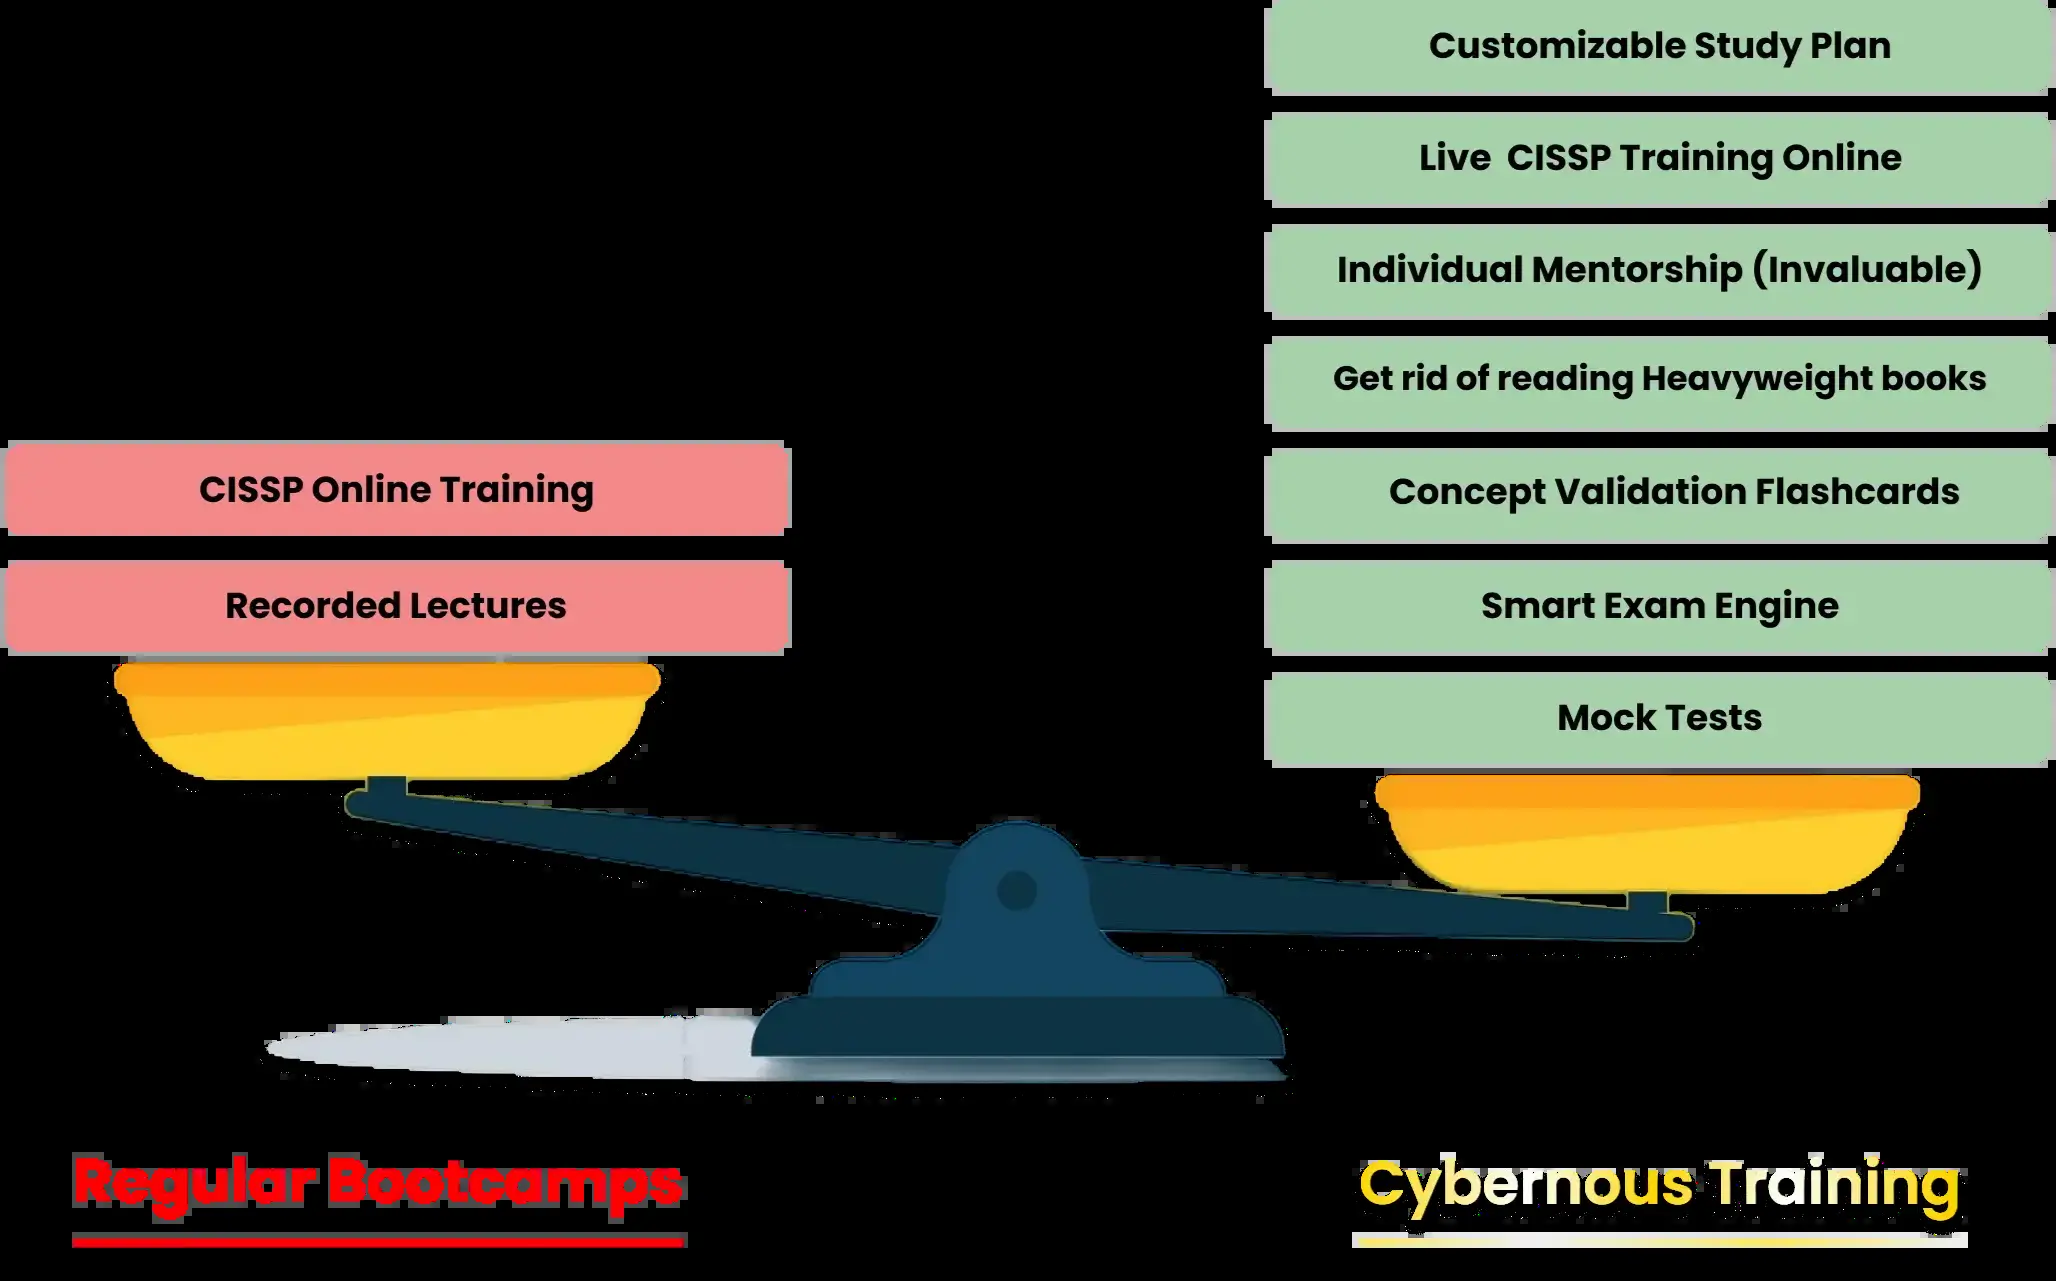 Customizable Study Plan
Live  CISSP Training Online
Individual Mentorship (Invaluable)
Get rid of reading Heavyweight books
Concept Validation Flashcards
Smart Exam Engine
Mock Tests
CISSP Online Training
Recorded Lectures
Regular Bootcamps
Cybernous Training